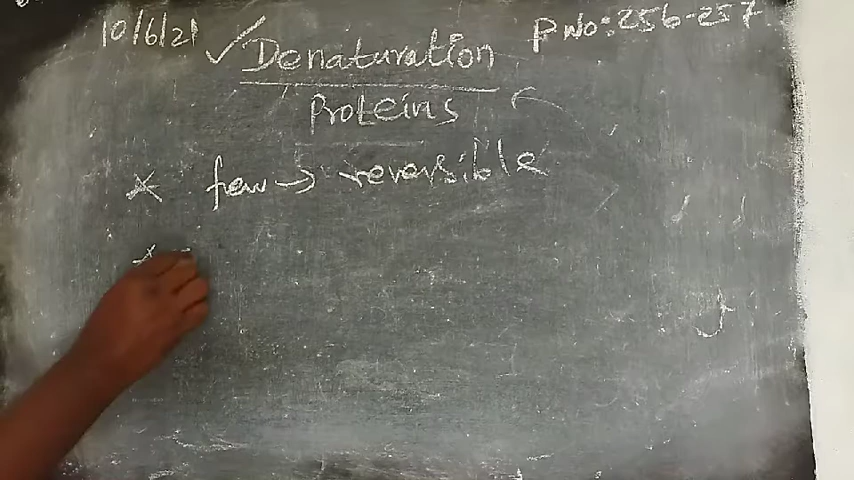 10/6/21 ✓ Denaturation P NO: 256-257
Proteins
* few → reversible
*